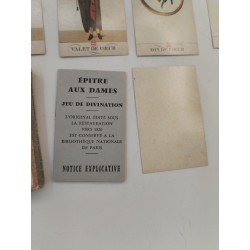 VALET DE CŒUR
ÉPITRE
AUX DAMES
JEU DE DIVINATION
L'ORIGINAL ÉDITÉ SOUS
LA RESTAURATION
VERS 1820
EST CONSERVÉ A LA
BIBLIOTHÈQUE NATIONALE
DE PARIS
NOTICE EXPLICATIVE